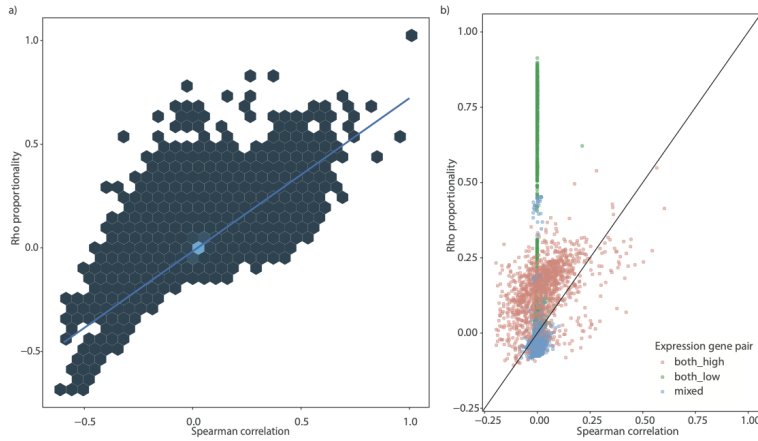 a)
1.0
0.5
0.0
−0.5
Rho proportionality
−0.5
0.0
0.5
1.0
Spearman correlation
b)
1.00
0.75
0.50
0.25
0.00
−0.25
Rho proportionality
−0.25
0.00
0.25
0.50
0.75
1.00
Spearman correlation
Expression gene pair
both_high
both_low
mixed